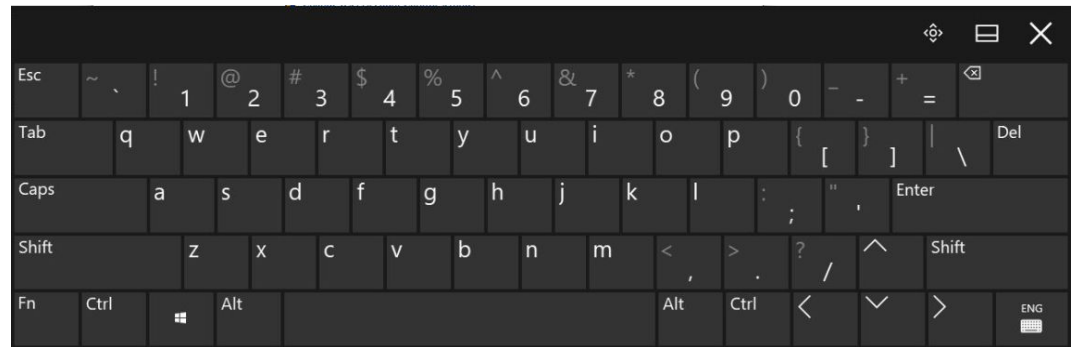 Esc ~ ` ! 1 @ 2 # 3 $ 4 % 5 ^ 6 & 7 * 8 ( 9 ) 0 _ - + =
Tab q w e r t y u i o p { [ } ] | \ Del
Caps a s d f g h j k l : ; " ' Enter
Shift z x c v b n m < , > . ? / Shift
Fn Ctrl Alt Alt Ctrl ENG